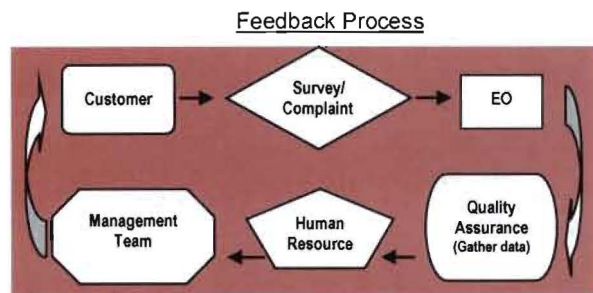 Feedback Process
Customer
Survey/
Complaint
EO
Quality
Assurance
(Gather data)
Human
Resource
Management
Team